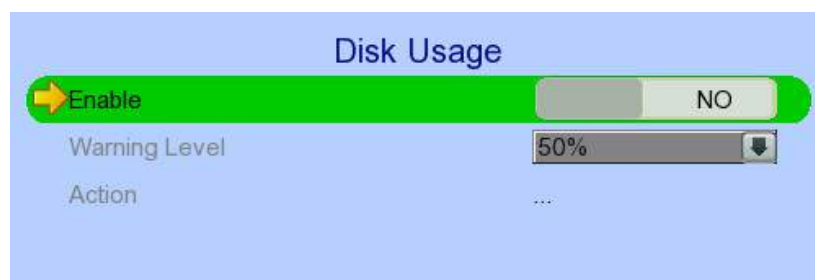 Disk Usage
Enable NO
Warning Level 50%
Action ...